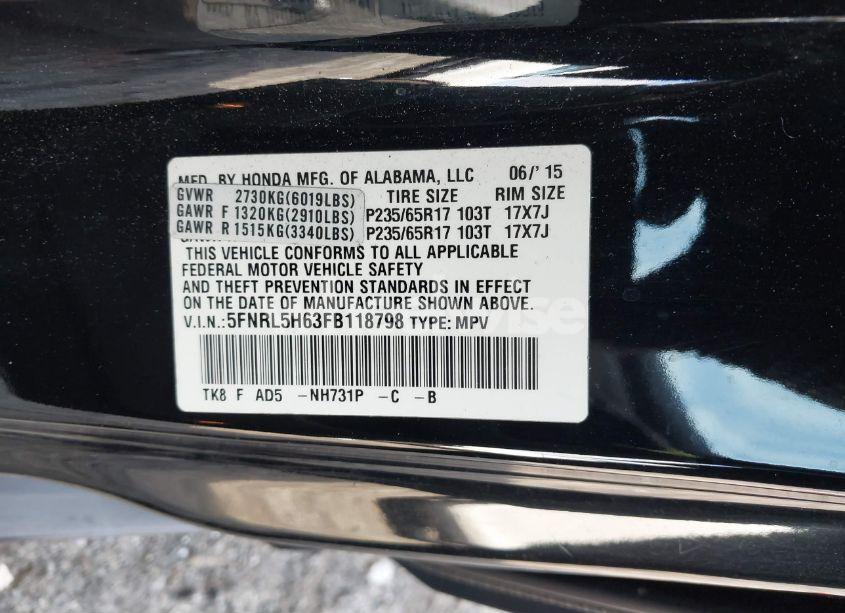 MFD. BY HONDA MFG. OF ALABAMA, LLC 06/'15
GVWR 2730KG(6019LBS) TIRE SIZE RIM SIZE
GAWR F 1320KG(2910LBS) P235/65R17 103T 17X7J
GAWR R 1515KG(3340LBS) P235/65R17 103T 17X7J
THIS VEHICLE CONFORMS TO ALL APPLICABLE
FEDERAL MOTOR VEHICLE SAFETY
AND THEFT PREVENTION STANDARDS IN EFFECT
ON THE DATE OF MANUFACTURE SHOWN ABOVE.
V.I.N.:5FNRL5H63FB118798 TYPE: MPV
TK8 F AD5 -NH731P -C -B